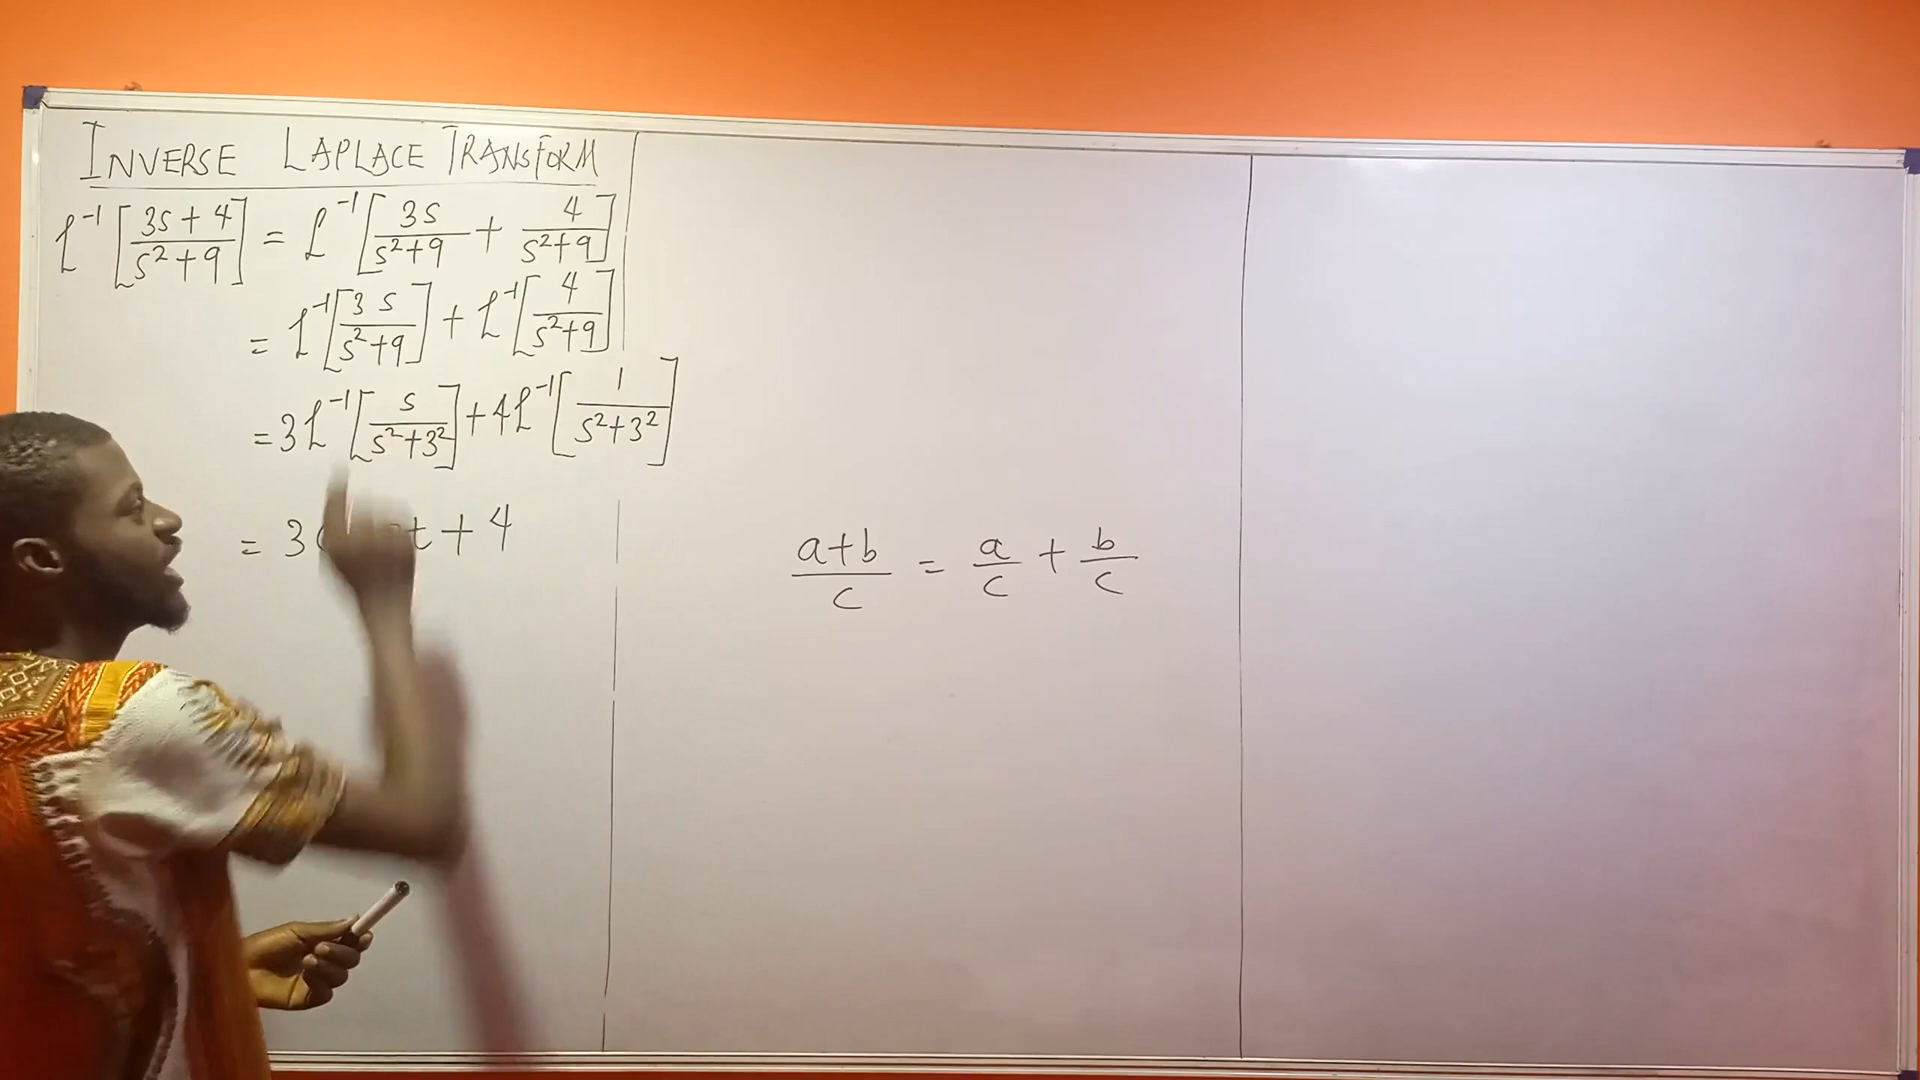 INVERSE LAPLACE TRANSFORM
ℒ⁻¹[(3s + 4)/(s² + 9)] = ℒ⁻¹[3s/(s²+9) + 4/(s²+9)]
= ℒ⁻¹[3s/(s²+9)] + ℒ⁻¹[4/(s²+9)]
= 3ℒ⁻¹[s/(s²+3²)] + 4ℒ⁻¹[1/(s²+3²)]
= 3 t + 4
(a+b)/c = a/c + b/c